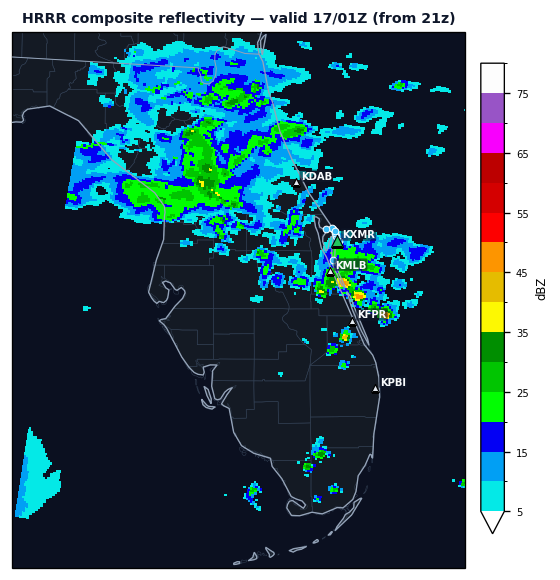 HRRR composite reflectivity — valid 17/01Z (from 21z)
75
65
KDAB
55
KXMR
KMLB
45
dBZ
KFPR
35
KPBI
25
15
5